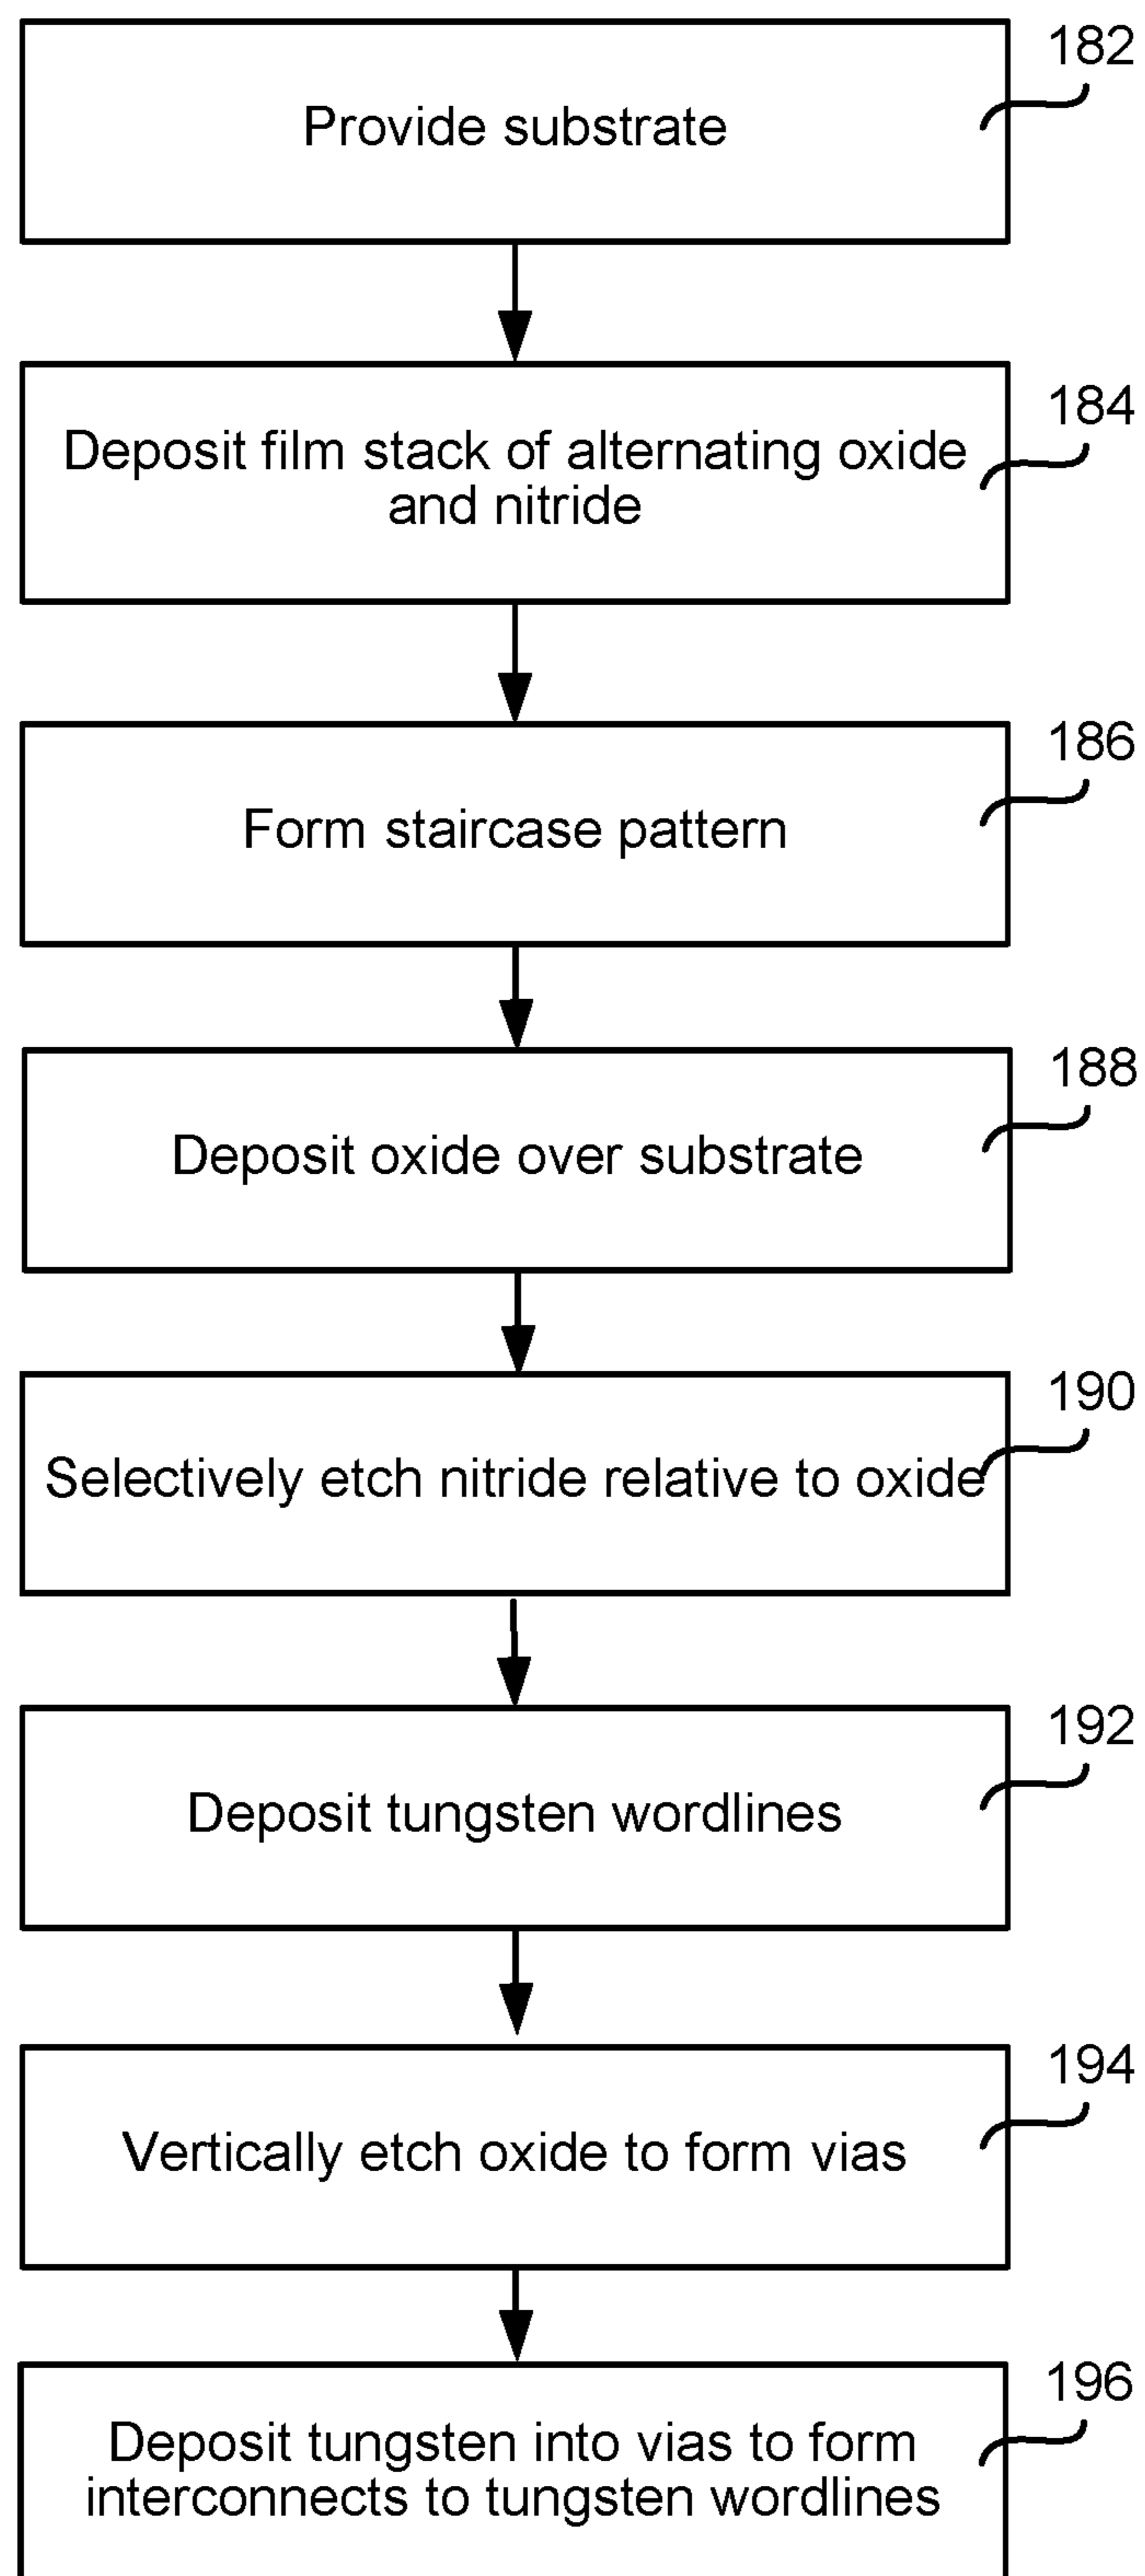 182
Provide substrate
184
Deposit film stack of alternating oxide
and nitride
186
Form staircase pattern
188
Deposit oxide over substrate
190
Selectively etch nitride relative to oxide
192
Deposit tungsten wordlines
194
Vertically etch oxide to form vias
196
Deposit tungsten into vias to form
interconnects to tungsten wordlines